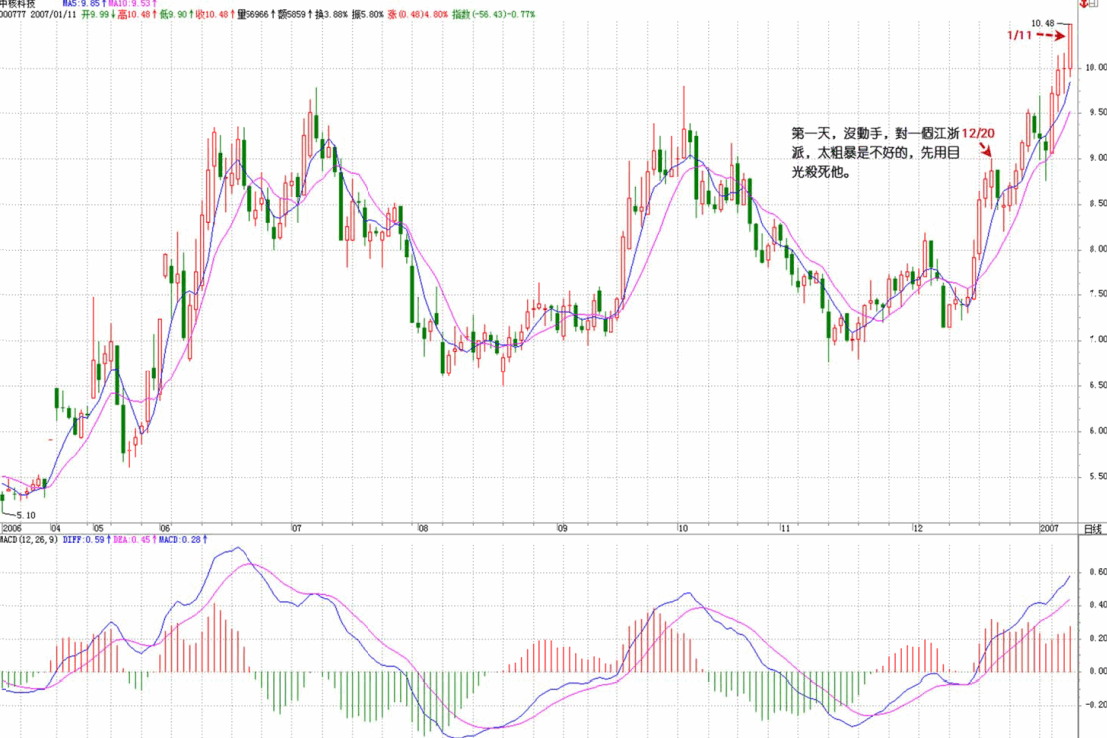 中核科技 MA5:9.85↑MA10:9.53↑
000777 2007/01/11 开9.99↓高10.48↑低9.90↑收10.48↑量56966↑额5859↑换3.88% 振5.80% 涨(0.48)4.80% 指数(-56.43)-0.77%
10.48
1/11
10.00
9.50
第一天，沒動手，對一個江浙 12/20
派，太粗暴是不好的，先用目
光殺死他。
9.00
8.50
8.00
7.50
7.00
6.50
6.00
5.50
5.10
2006 04 05 06 07 08 09 10 11 12 2007 日线
MACD(12,26,9) DIFF:0.59↑DEA:0.45↑MACD:0.28↑
0.60
0.40
0.20
0.00
-0.20